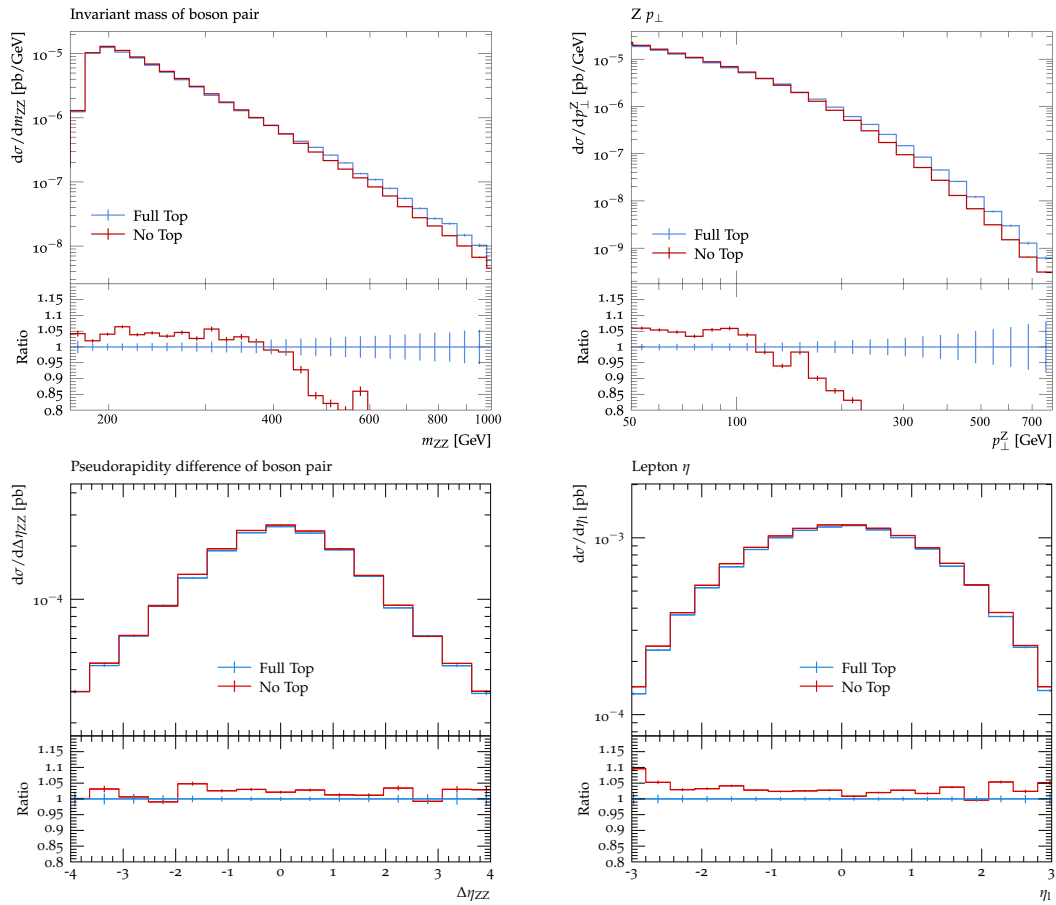 Invariant mass of boson pair
dσ/dm_ZZ [pb/GeV]
10⁻⁵
10⁻⁶
10⁻⁷
10⁻⁸
Full Top
No Top
Ratio
1.15
1.1
1.05
1
0.95
0.9
0.85
0.8
200 400 600 1000
m_ZZ [GeV]
Z p⊥
dσ/dp⊥^Z [pb/GeV]
10⁻⁵
10⁻⁶
10⁻⁷
10⁻⁸
10⁻⁹
Full Top
No Top
Ratio
1.15
1.1
1.05
1
0.95
0.9
0.85
0.8
50 100 300 500 700
p⊥^Z [GeV]
Pseudorapidity difference of boson pair
dσ/dΔη_ZZ [pb]
10⁻⁴
Full Top
No Top
Ratio
1.15
1.1
1.05
1
0.95
0.9
0.85
0.8
-4 -3 -2 -1 0 1 2 3 4
Δη_ZZ
Lepton η
dσ/dη_l [pb]
10⁻³
10⁻⁴
Full Top
No Top
Ratio
1.15
1.1
1.05
1
0.95
0.9
0.85
0.8
-3 -2 -1 0 1 2 3
η_l